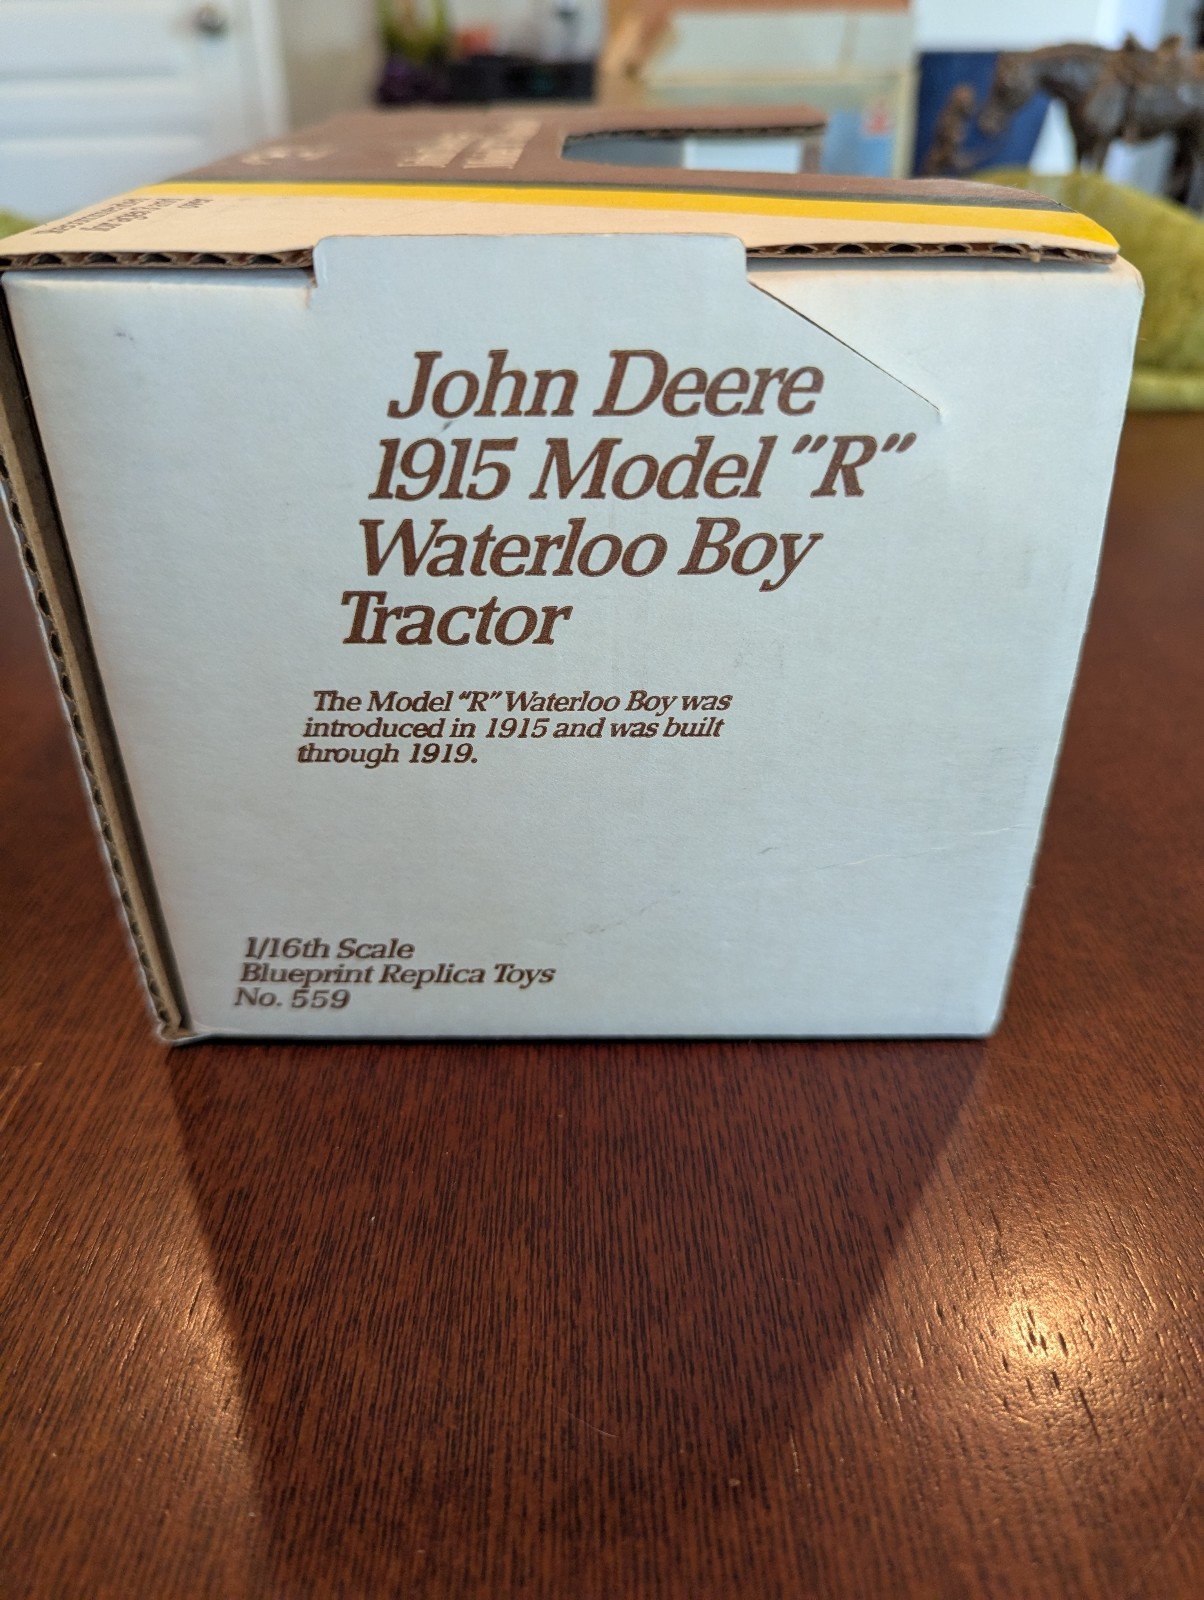 John Deere
1915 Model "R"
Waterloo Boy
Tractor
The Model "R" Waterloo Boy was
introduced in 1915 and was built
through 1919.
1/16th Scale
Blueprint Replica Toys
No. 559